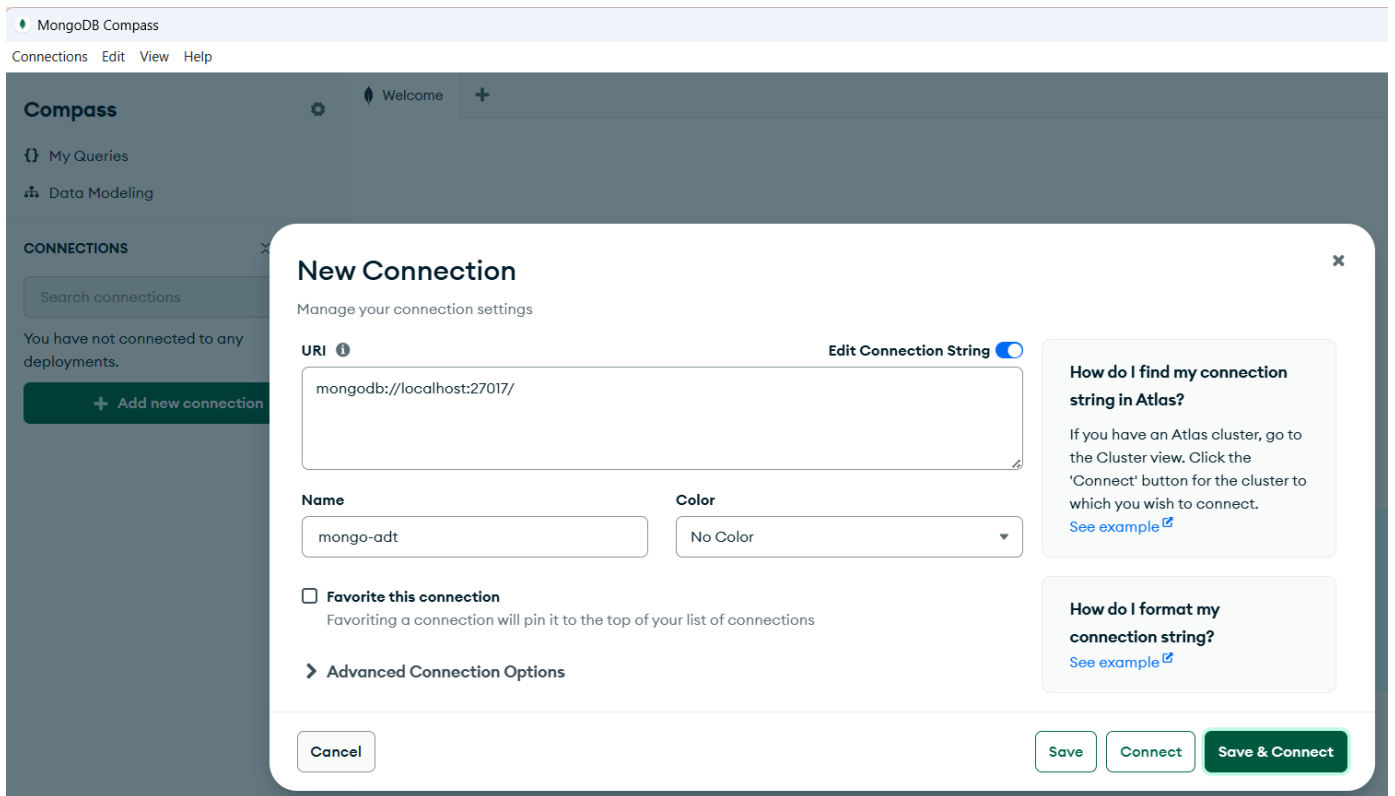 MongoDB Compass
Connections Edit View Help
Compass
Welcome
{} My Queries
Data Modeling
CONNECTIONS
Search connections
You have not connected to any
deployments.
+ Add new connection
New Connection
Manage your connection settings
URI
Edit Connection String
mongodb://localhost:27017/
Name
Color
mongo-adt
No Color
Favorite this connection
Favoriting a connection will pin it to the top of your list of connections
Advanced Connection Options
How do I find my connection
string in Atlas?
If you have an Atlas cluster, go to
the Cluster view. Click the
'Connect' button for the cluster to
which you wish to connect.
See example
How do I format my
connection string?
See example
Cancel
Save
Connect
Save & Connect